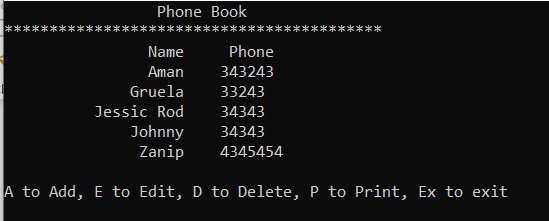 Phone Book
******************************************
Name Phone
Aman 343243
Gruela 33243
Jessic Rod 34343
Johnny 34343
Zanip 4345454
A to Add, E to Edit, D to Delete, P to Print, Ex to exit